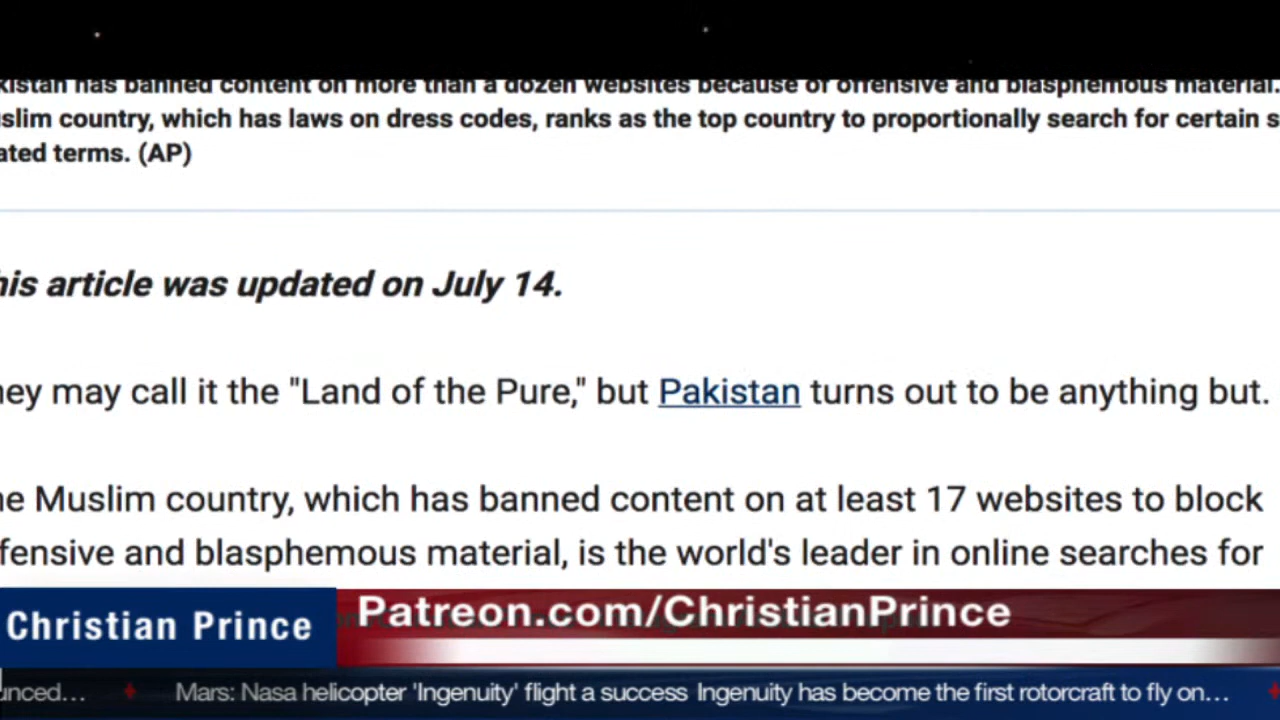 kistan has banned content on more than a dozen websites because of offensive and blasphemous material.
slim country, which has laws on dress codes, ranks as the top country to proportionally search for certain s
ated terms. (AP)
his article was updated on July 14.
hey may call it the "Land of the Pure," but Pakistan turns out to be anything but.
he Muslim country, which has banned content on at least 17 websites to block
fensive and blasphemous material, is the world's leader in online searches for
Christian Prince
Patreon.com/ChristianPrince
unced… Mars: Nasa helicopter 'Ingenuity' flight a success Ingenuity has become the first rotorcraft to fly on…